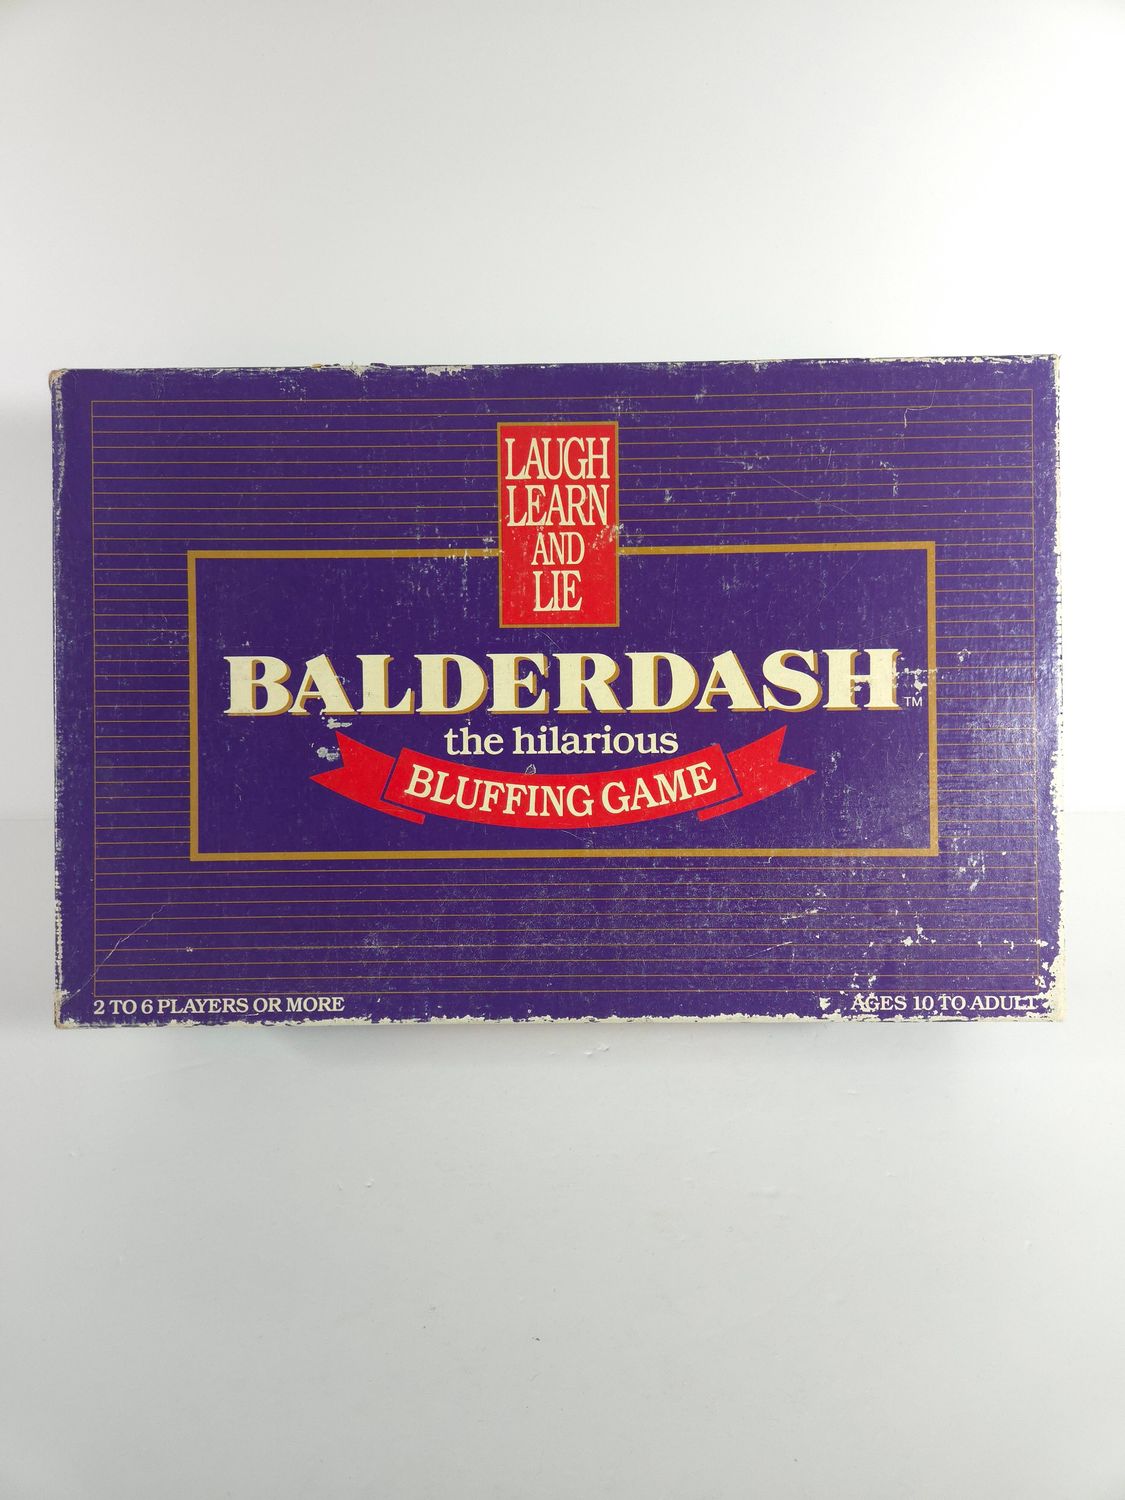 LAUGH
LEARN
AND
LIE
BALDERDASH™
the hilarious
BLUFFING GAME
2 TO 6 PLAYERS OR MORE
AGES 10 TO ADULT